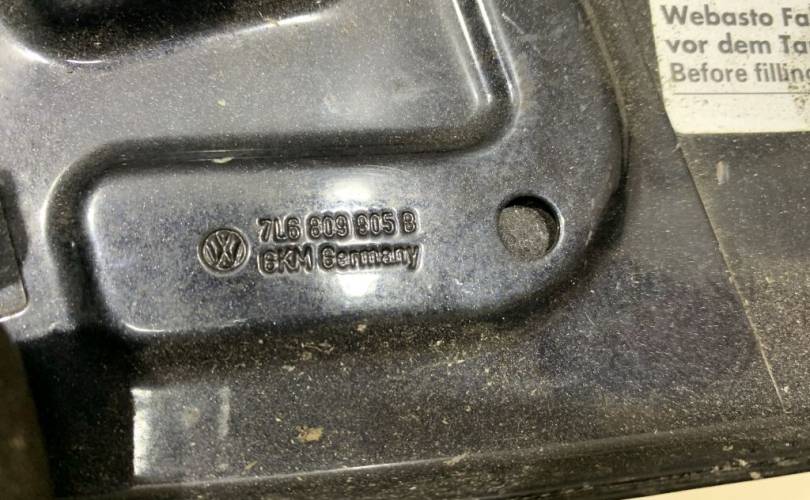 Webasto Fa
vor dem Ta
Before filling
7L6 809 805 B
GKM Germany